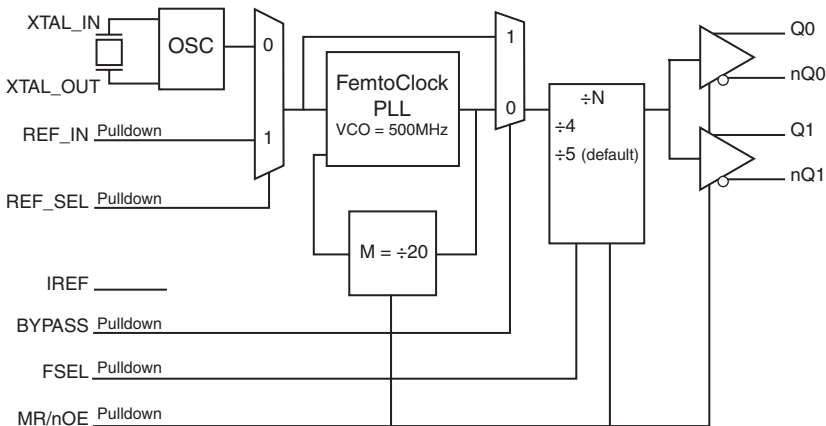 XTAL_IN
OSC
XTAL_OUT
0
1
REF_IN Pulldown
REF_SEL Pulldown
FemtoClock
PLL
VCO = 500MHz
M = ÷20
1
0
÷N
÷4
÷5 (default)
Q0
nQ0
Q1
nQ1
IREF
BYPASS Pulldown
FSEL Pulldown
MR/nOE Pulldown